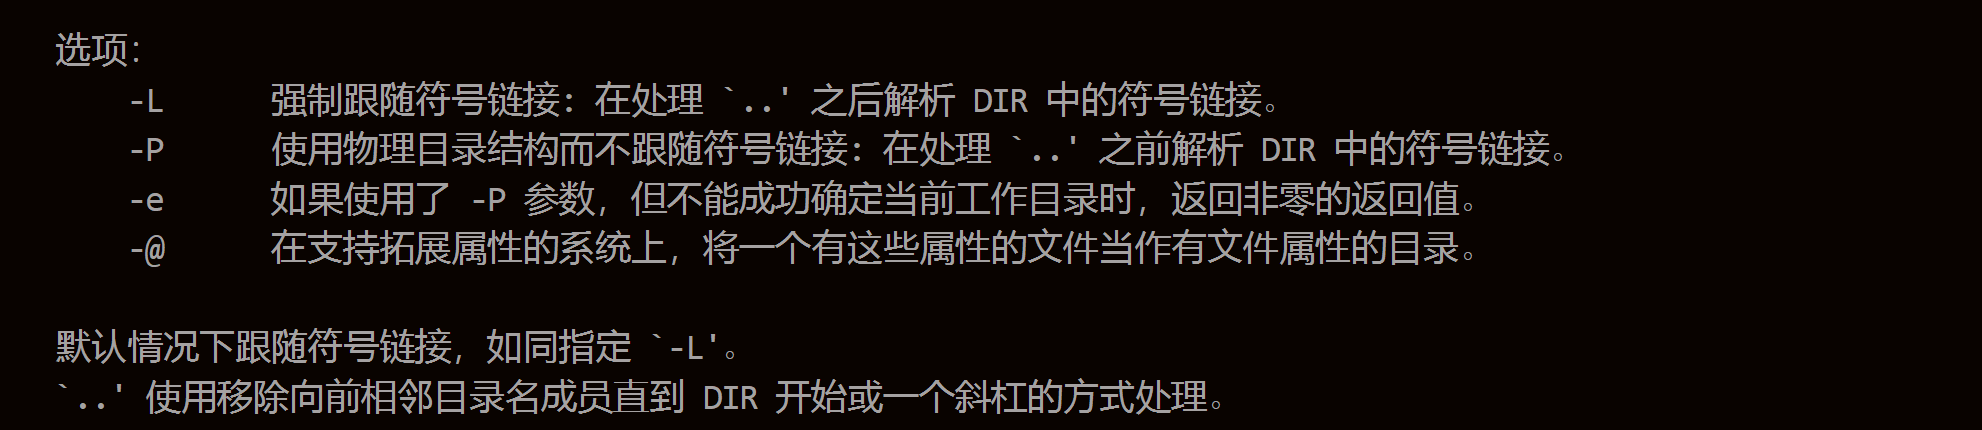 选项：
-L 强制跟随符号链接：在处理 `..' 之后解析 DIR 中的符号链接。
-P 使用物理目录结构而不跟随符号链接：在处理 `..' 之前解析 DIR 中的符号链接。
-e 如果使用了 -P 参数，但不能成功确定当前工作目录时，返回非零的返回值。
-@ 在支持拓展属性的系统上，将一个有这些属性的文件当作有文件属性的目录。
默认情况下跟随符号链接，如同指定 `-L'。
`..' 使用移除向前相邻目录名成员直到 DIR 开始或一个斜杠的方式处理。